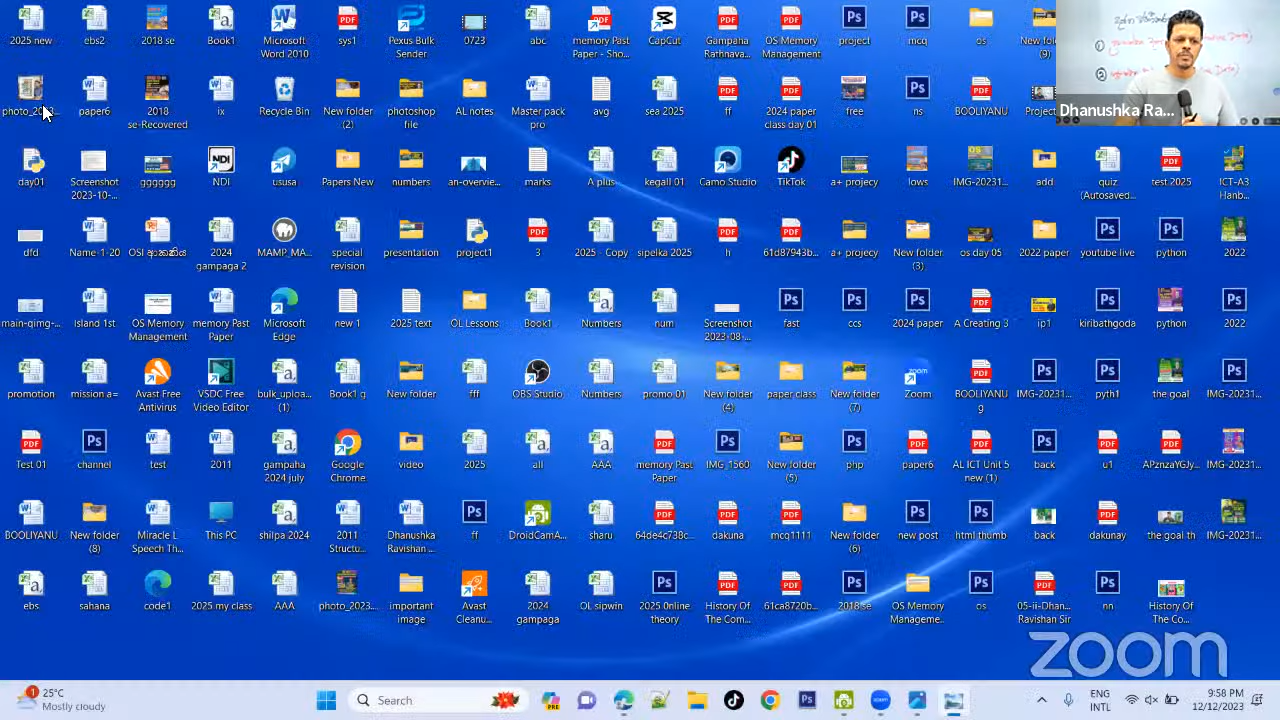 2025 new
ebs2
2018 se
Book1
Microsoft
Word 2010
sys1
Pexen Bulk
Sender
0723
abc
memory Past
Paper - Sho...
CapCut
Gampana
Rathnava...
OS Memory
Management
project
mcq
os
New fol
(9)
photo_20
paper6
2018
se-Recovered
ix
Recycle Bin
New folder
(2)
photoshop
file
AL notes
Master pack
pro
avg
sea 2025
ff
2024 paper
class day 01
free
ns
BOOLIYANU
Project
Dhanushka Ra...
day01
Screenshot
2023-10-...
gggggg
NDI
ususa
Papers New
numbers
an-overvie...
marks
A plus
kegall 01
Camo Studio
TikTok
a+ projecy
lows
IMG-20231...
add
quiz
(Autosaved...
test 2025
ICT-A3
Hanb...
dfd
Name-1-20
2024
gampaga 2
MAMP_MA...
special
revision
presentation
project1
3
2025 - Copy
sipelka 2025
h
61d87943b...
a+ projecy
New folder
(3)
os day 05
2022 paper
youtube live
python
2022
main-qimg-...
Island 1st
OS Memory
Management
memory Past
Paper
Microsoft
Edge
new 1
2025 text
OL Lessons
Book1
Numbers
num
Screenshot
2023-08-...
fast
ccs
2024 paper
A Creating 3
ip1
kiribathgoda
python
2022
promotion
mission a=
Avast Free
Antivirus
VSDC Free
Video Editor
bulk_uploa...
(1)
Book1 g
New folder
fff
OBS Studio
Numbers
promo 01
New folder
(4)
paper class
New folder
(7)
Zoom
BOOLIYANU
g
IMG-20231...
pyth1
the goal
IMG-20231...
Test 01
channel
test
2011
gampaha
2024 july
Google
Chrome
video
2025
all
AAA
memory Past
Paper
IMG_1560
New folder
(5)
php
paper6
AL ICT Unit 5
new (1)
back
u1
APznzaYGJy...
IMG-20231...
BOOLIYANU
New folder
(8)
Miracle L
Speech Th...
This PC
shilpa 2024
2011
Structu...
Dhanushka
Ravishan ...
ff
DroidCamA...
sharu
64de4c738c...
dakuna
mcq1111
New folder
(6)
new post
html thumb
back
dakunay
the goal th
IMG-20231...
ebs
sahana
code1
2025 my class
AAA
photo_2023...
important
image
Avast
Cleanu...
2024
gampaga
OL sipwin
2025 0nline
theory
History Of
The Com...
61ca8720b...
2018 se
OS Memory
Manageme...
os
05-ii-Dhan...
Ravishan Sir
nn
History Of
The Co...
zoom
1
25°C
Mostly cloudy
Search
ENG
INTL
9:58 PM
12/12/2023